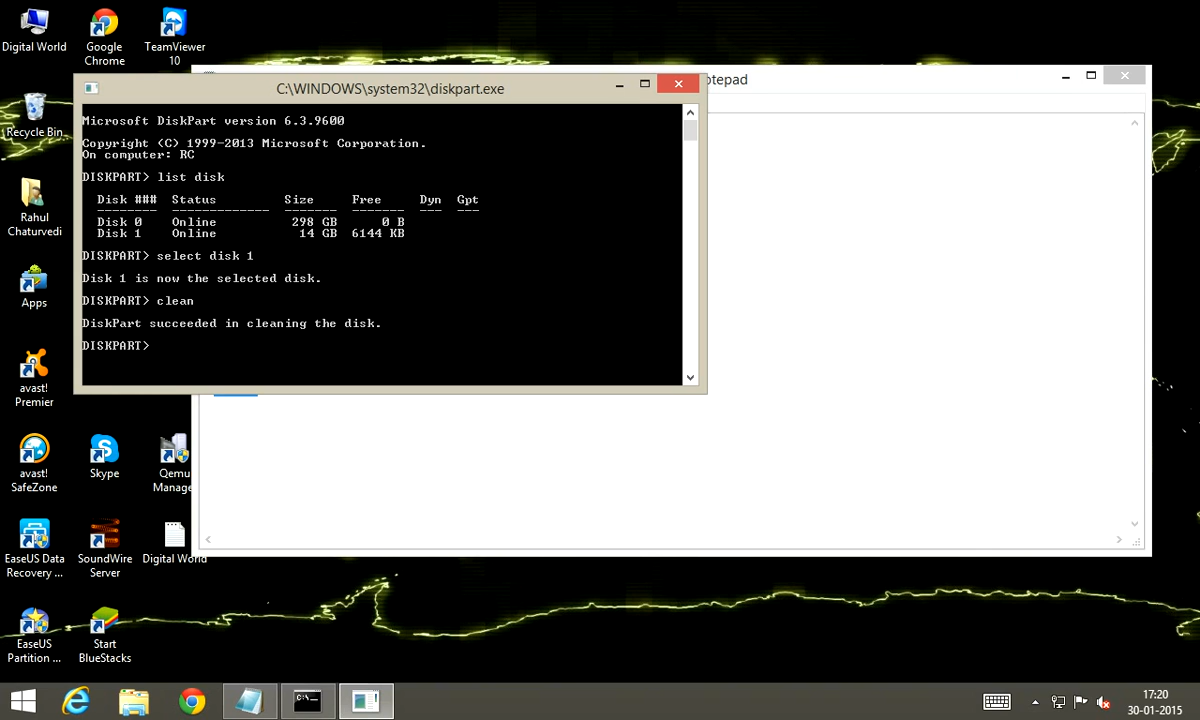 Digital World
Google
Chrome
TeamViewer
10
Recycle Bin
Rahul
Chaturvedi
Apps
avast!
Premier
avast!
SafeZone
Skype
Qemu
Manage
EaseUS Data
Recovery ...
SoundWire
Server
Digital World
EaseUS
Partition ...
Start
BlueStacks
otepad
C:\WINDOWS\system32\diskpart.exe
Microsoft DiskPart version 6.3.9600
Copyright (C) 1999-2013 Microsoft Corporation.
On computer: RC
DISKPART> list disk
Disk ### Status Size Free Dyn Gpt
-------- ------------- ------- ------- --- ---
Disk 0 Online 298 GB 0 B
Disk 1 Online 14 GB 6144 KB
DISKPART> select disk 1
Disk 1 is now the selected disk.
DISKPART> clean
DiskPart succeeded in cleaning the disk.
DISKPART>
C:\_
17:20
30-01-2015